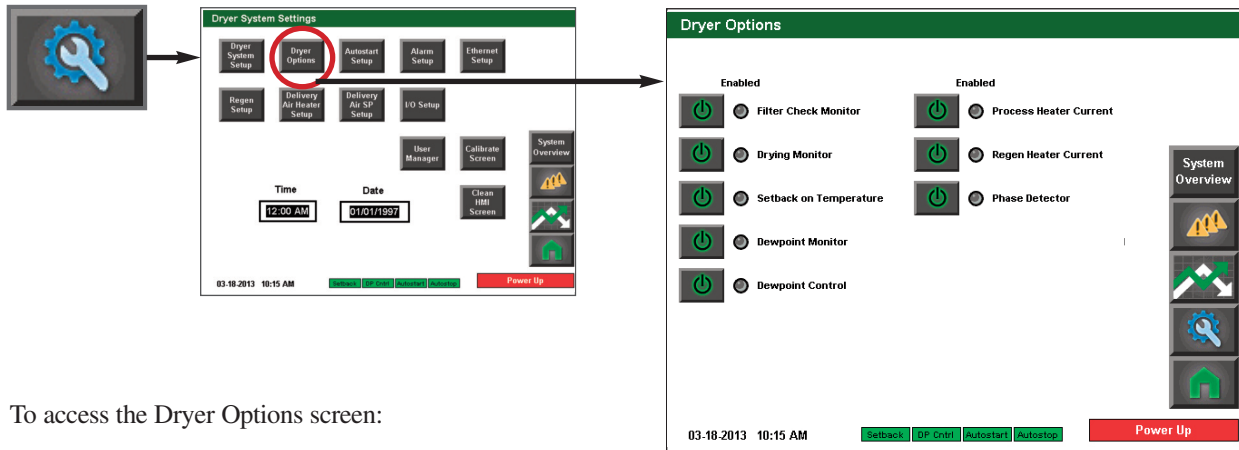 Dryer System Settings
Dryer System Setup
Dryer Options
Autostart Setup
Alarm Setup
Ethernet Setup
Regen Setup
Delivery Air Heater Setup
Delivery Air SP Setup
I/O Setup
User Manager
Calibrate Screen
System Overview
Time
Date
12:00 AM
01/01/1997
Clean HMI Screen
03-18-2013 10:15 AM
Setback
DP Cntrl
Autostart
Autostop
Power Up
Dryer Options
Enabled
Enabled
Filter Check Monitor
Process Heater Current
Drying Monitor
Regen Heater Current
Setback on Temperature
Phase Detector
Dewpoint Monitor
Dewpoint Control
System Overview
03-18-2013 10:15 AM
Setback
DP Cntrl
Autostart
Autostop
Power Up
To access the Dryer Options screen: